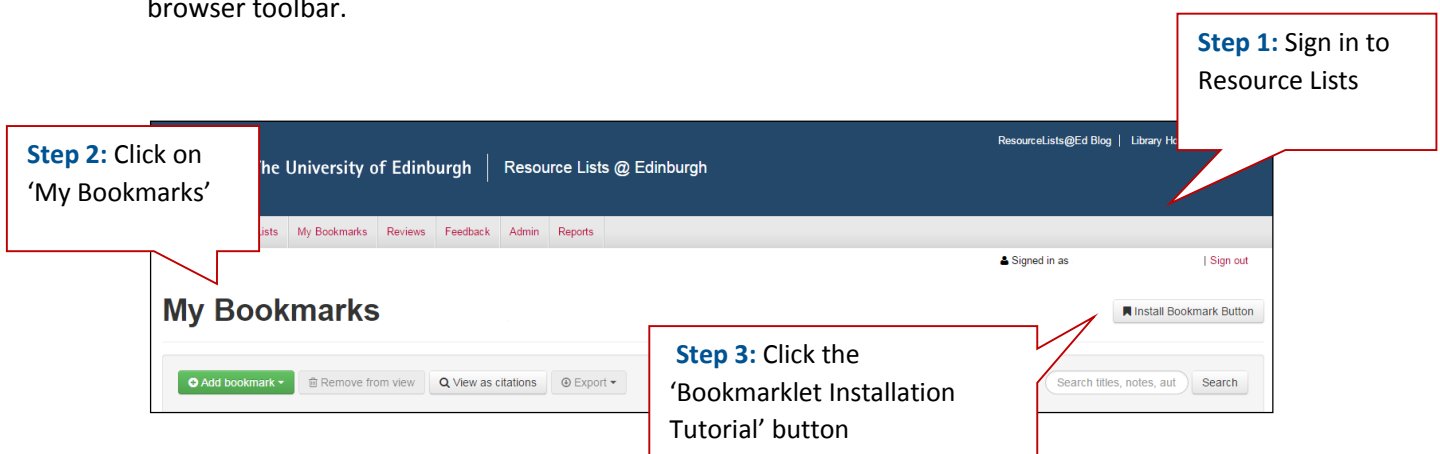 browser toolbar.
Step 1: Sign in to
Resource Lists
Step 2: Click on
‘My Bookmarks’
ResourceLists@Ed Blog | Library
The University of Edinburgh | Resource Lists @ Edinburgh
My Bookmarks Reviews Feedback Admin Reports
Signed in as | Sign out
My Bookmarks
Install Bookmark Button
Step 3: Click the
‘Bookmarklet Installation
Tutorial’ button
Add bookmark Remove from view View as citations Export
Search titles, notes, aut Search